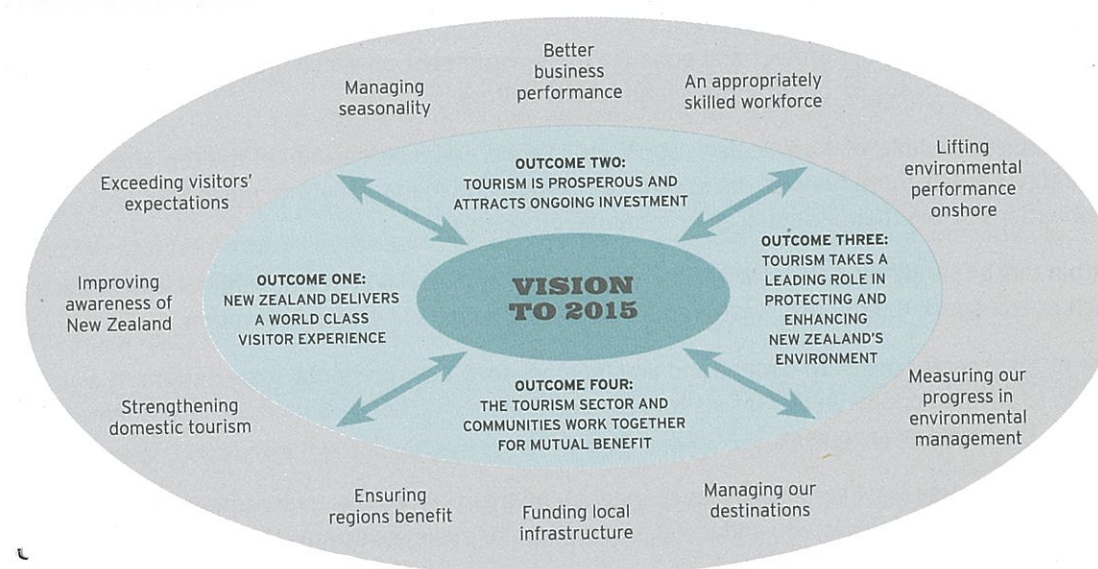 Better
business
performance
Managing
seasonality
An appropriately
skilled workforce
Exceeding visitors'
expectations
Lifting
environmental
performance
onshore
OUTCOME TWO:
TOURISM IS PROSPEROUS AND
ATTRACTS ONGOING INVESTMENT
Improving
awareness of
New Zealand
OUTCOME ONE:
NEW ZEALAND DELIVERS
A WORLD CLASS
VISITOR EXPERIENCE
VISION
TO 2015
OUTCOME THREE:
TOURISM TAKES A
LEADING ROLE IN
PROTECTING AND
ENHANCING
NEW ZEALAND'S
ENVIRONMENT
Strengthening
domestic tourism
OUTCOME FOUR:
THE TOURISM SECTOR AND
COMMUNITIES WORK TOGETHER
FOR MUTUAL BENEFIT
Measuring our
progress in
environmental
management
Ensuring
regions benefit
Funding local
infrastructure
Managing our
destinations